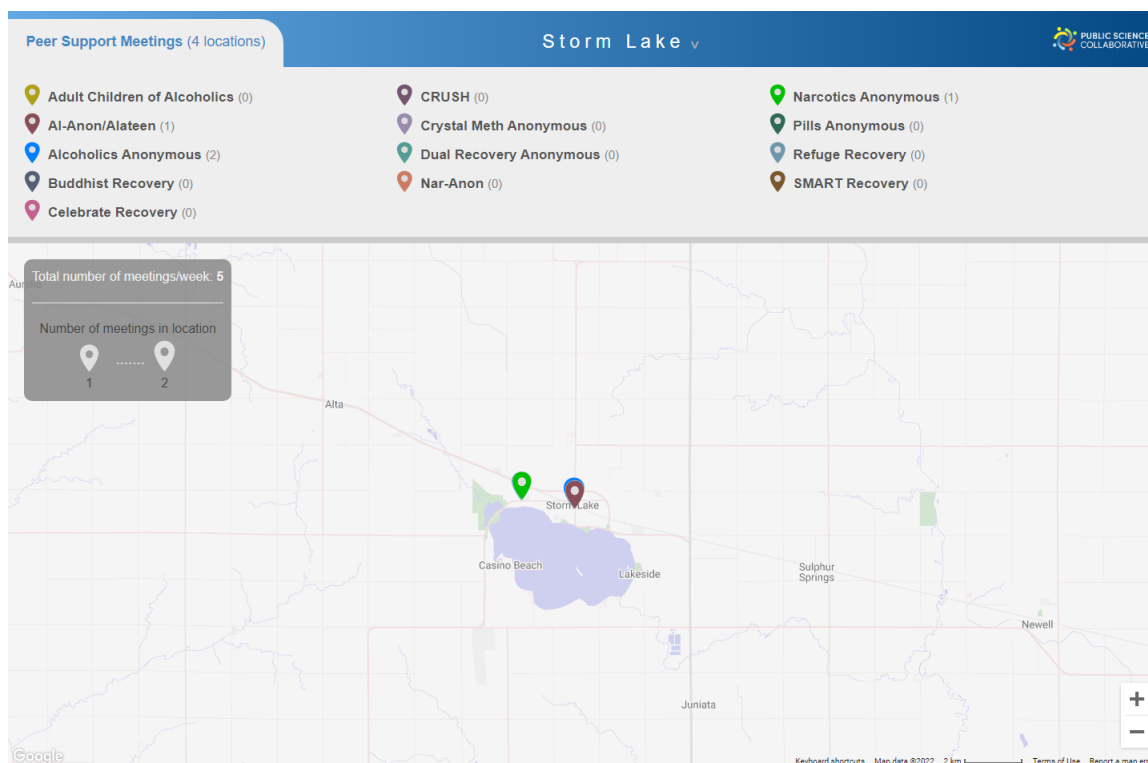 Peer Support Meetings (4 locations)
Storm Lake v
PUBLIC SCIENCE
COLLABORATIVE
Adult Children of Alcoholics (0)
Al-Anon/Alateen (1)
Alcoholics Anonymous (2)
Buddhist Recovery (0)
Celebrate Recovery (0)
CRUSH (0)
Crystal Meth Anonymous (0)
Dual Recovery Anonymous (0)
Nar-Anon (0)
Narcotics Anonymous (1)
Pills Anonymous (0)
Refuge Recovery (0)
SMART Recovery (0)
Total number of meetings/week: 5
Number of meetings in location
1 ....... 2
Alta
Storm Lake
Casino Beach
Lakeside
Sulphur
Springs
Newell
Juniata
+
−
Google
Keyboard shortcuts Map data ©2022 2 km Terms of Use Report a map